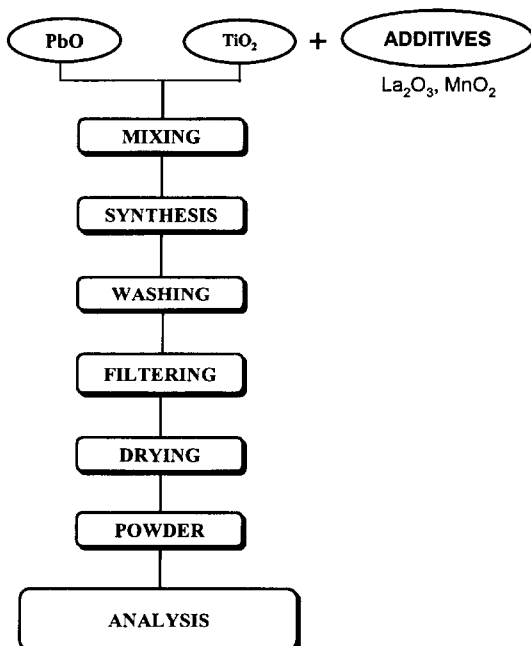 PbO TiO₂ + ADDITIVES
La₂O₃, MnO₂
MIXING
SYNTHESIS
WASHING
FILTERING
DRYING
POWDER
ANALYSIS